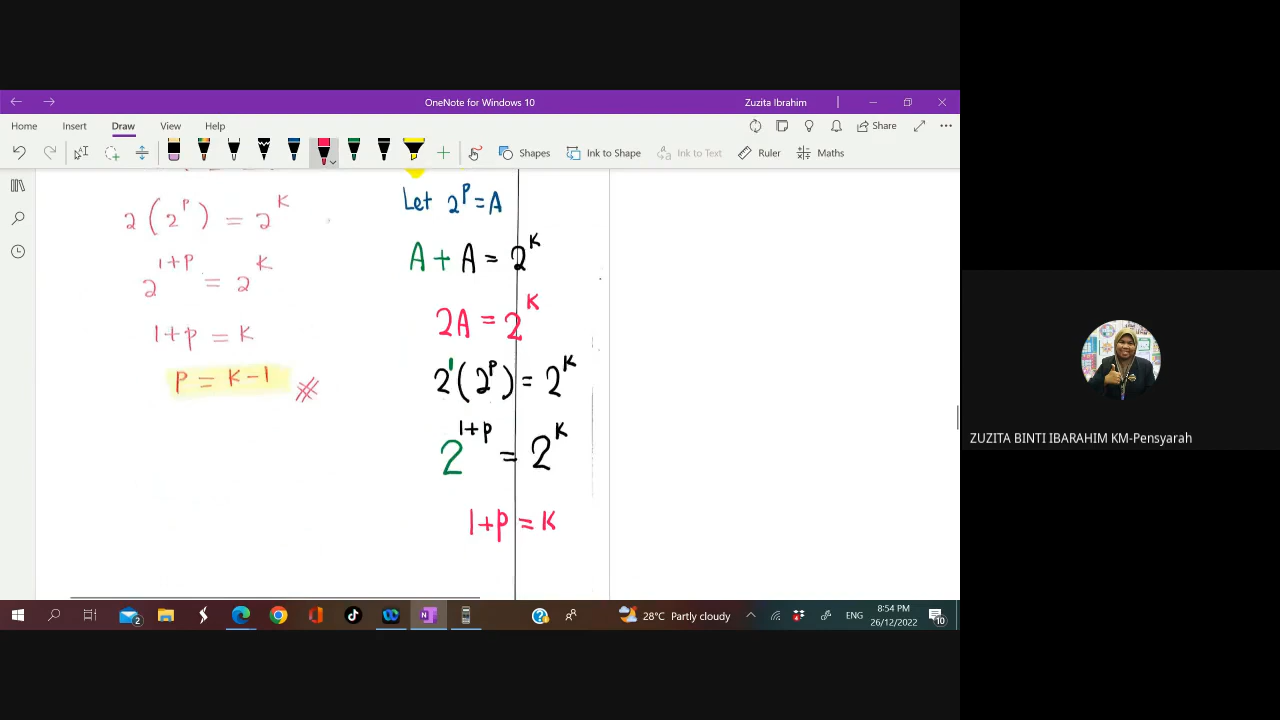 OneNote for Windows 10
Zuzita Ibrahim
Home Insert Draw View Help
Share
Shapes Ink to Shape Ink to Text Ruler Maths
2(2^P) = 2^K
2^1+P = 2^K
1+P = K
P = K-1
Let 2^P = A
A + A = 2^K
2A = 2^K
2^1(2^P) = 2^K
2^1+P = 2^K
1+P = K
ZUZITA BINTI IBARAHIM KM-Pensyarah
2
28°C Partly cloudy
ENG
8:54 PM
26/12/2022
10